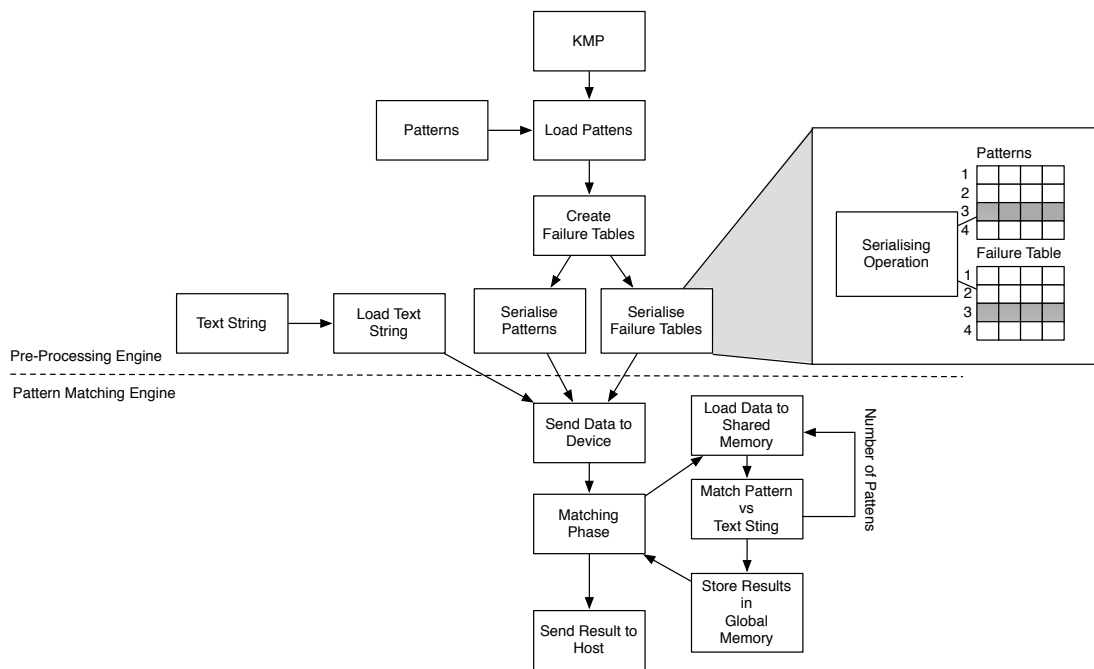 KMP
Patterns
Load Pattens
Create
Failure Tables
Text String
Load Text
String
Serialise
Patterns
Serialise
Failure Tables
Patterns
1
2
3
4
Serialising
Operation
Failure Table
1
2
3
4
Pre-Processing Engine
Pattern Matching Engine
Send Data to
Device
Load Data to
Shared
Memory
Number of Patterns
Matching
Phase
Match Pattern
vs
Text Sting
Store Results
in
Global
Memory
Send Result to
Host